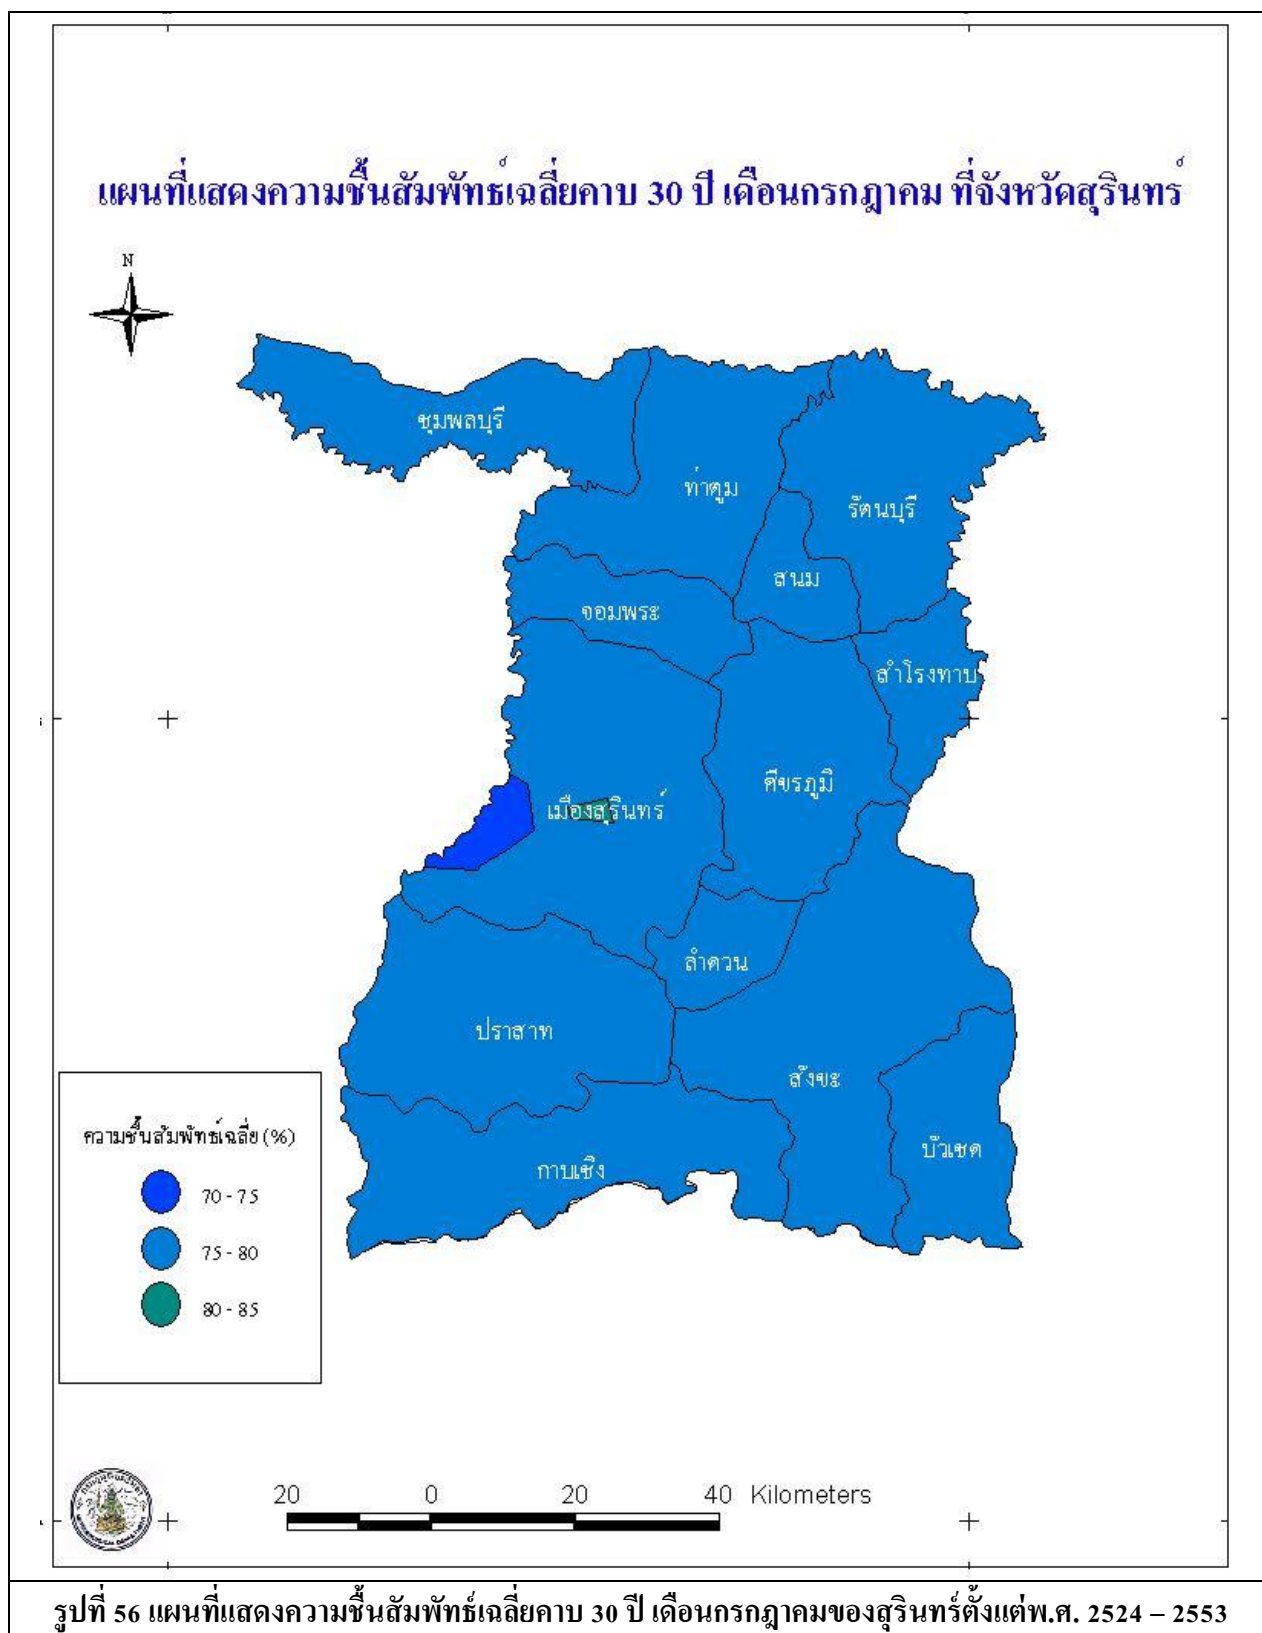 แผนที่แสดงความชื้นสัมพัทธ์เฉลี่ยคาบ 30 ปี เดือนกรกฎาคม ที่จังหวัดสุรินทร์
N
ชุมพลบุรี
ท่าตูม
รัตนบุรี
สนม
จอมพระ
สำโรงทาบ
ศีขรภูมิ
เมืองสุรินทร์
ลำดวน
ปราสาท
สังขะ
บัวเชด
กาบเชิง
ความชื้นสัมพัทธ์เฉลี่ย (%)
70 - 75
75 - 80
80 - 85
20 0 20 40 Kilometers
รูปที่ 56 แผนที่แสดงความชื้นสัมพัทธ์เฉลี่ยคาบ 30 ปี เดือนกรกฎาคมของสุรินทร์ตั้งแต่พ.ศ. 2524 – 2553